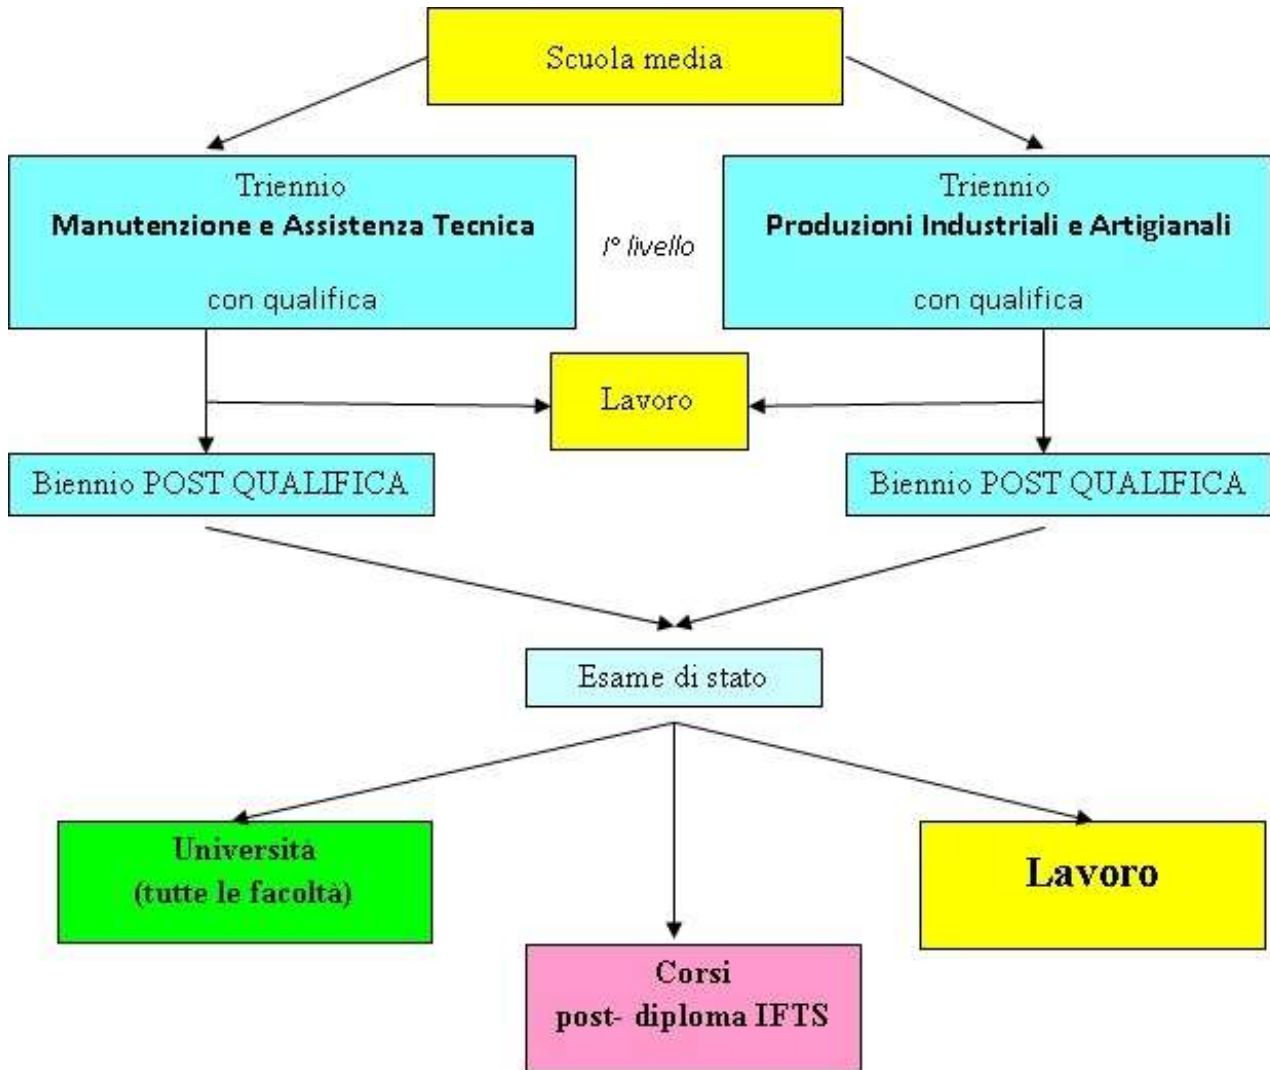 Scuola media
Triennio
Manutenzione e Assistenza Tecnica
con qualifica
I° livello
Triennio
Produzioni Industriali e Artigianali
con qualifica
Lavoro
Biennio POST QUALIFICA
Biennio POST QUALIFICA
Esame di stato
Università
(tutte le facoltà)
Lavoro
Corsi
post- diploma IFTS